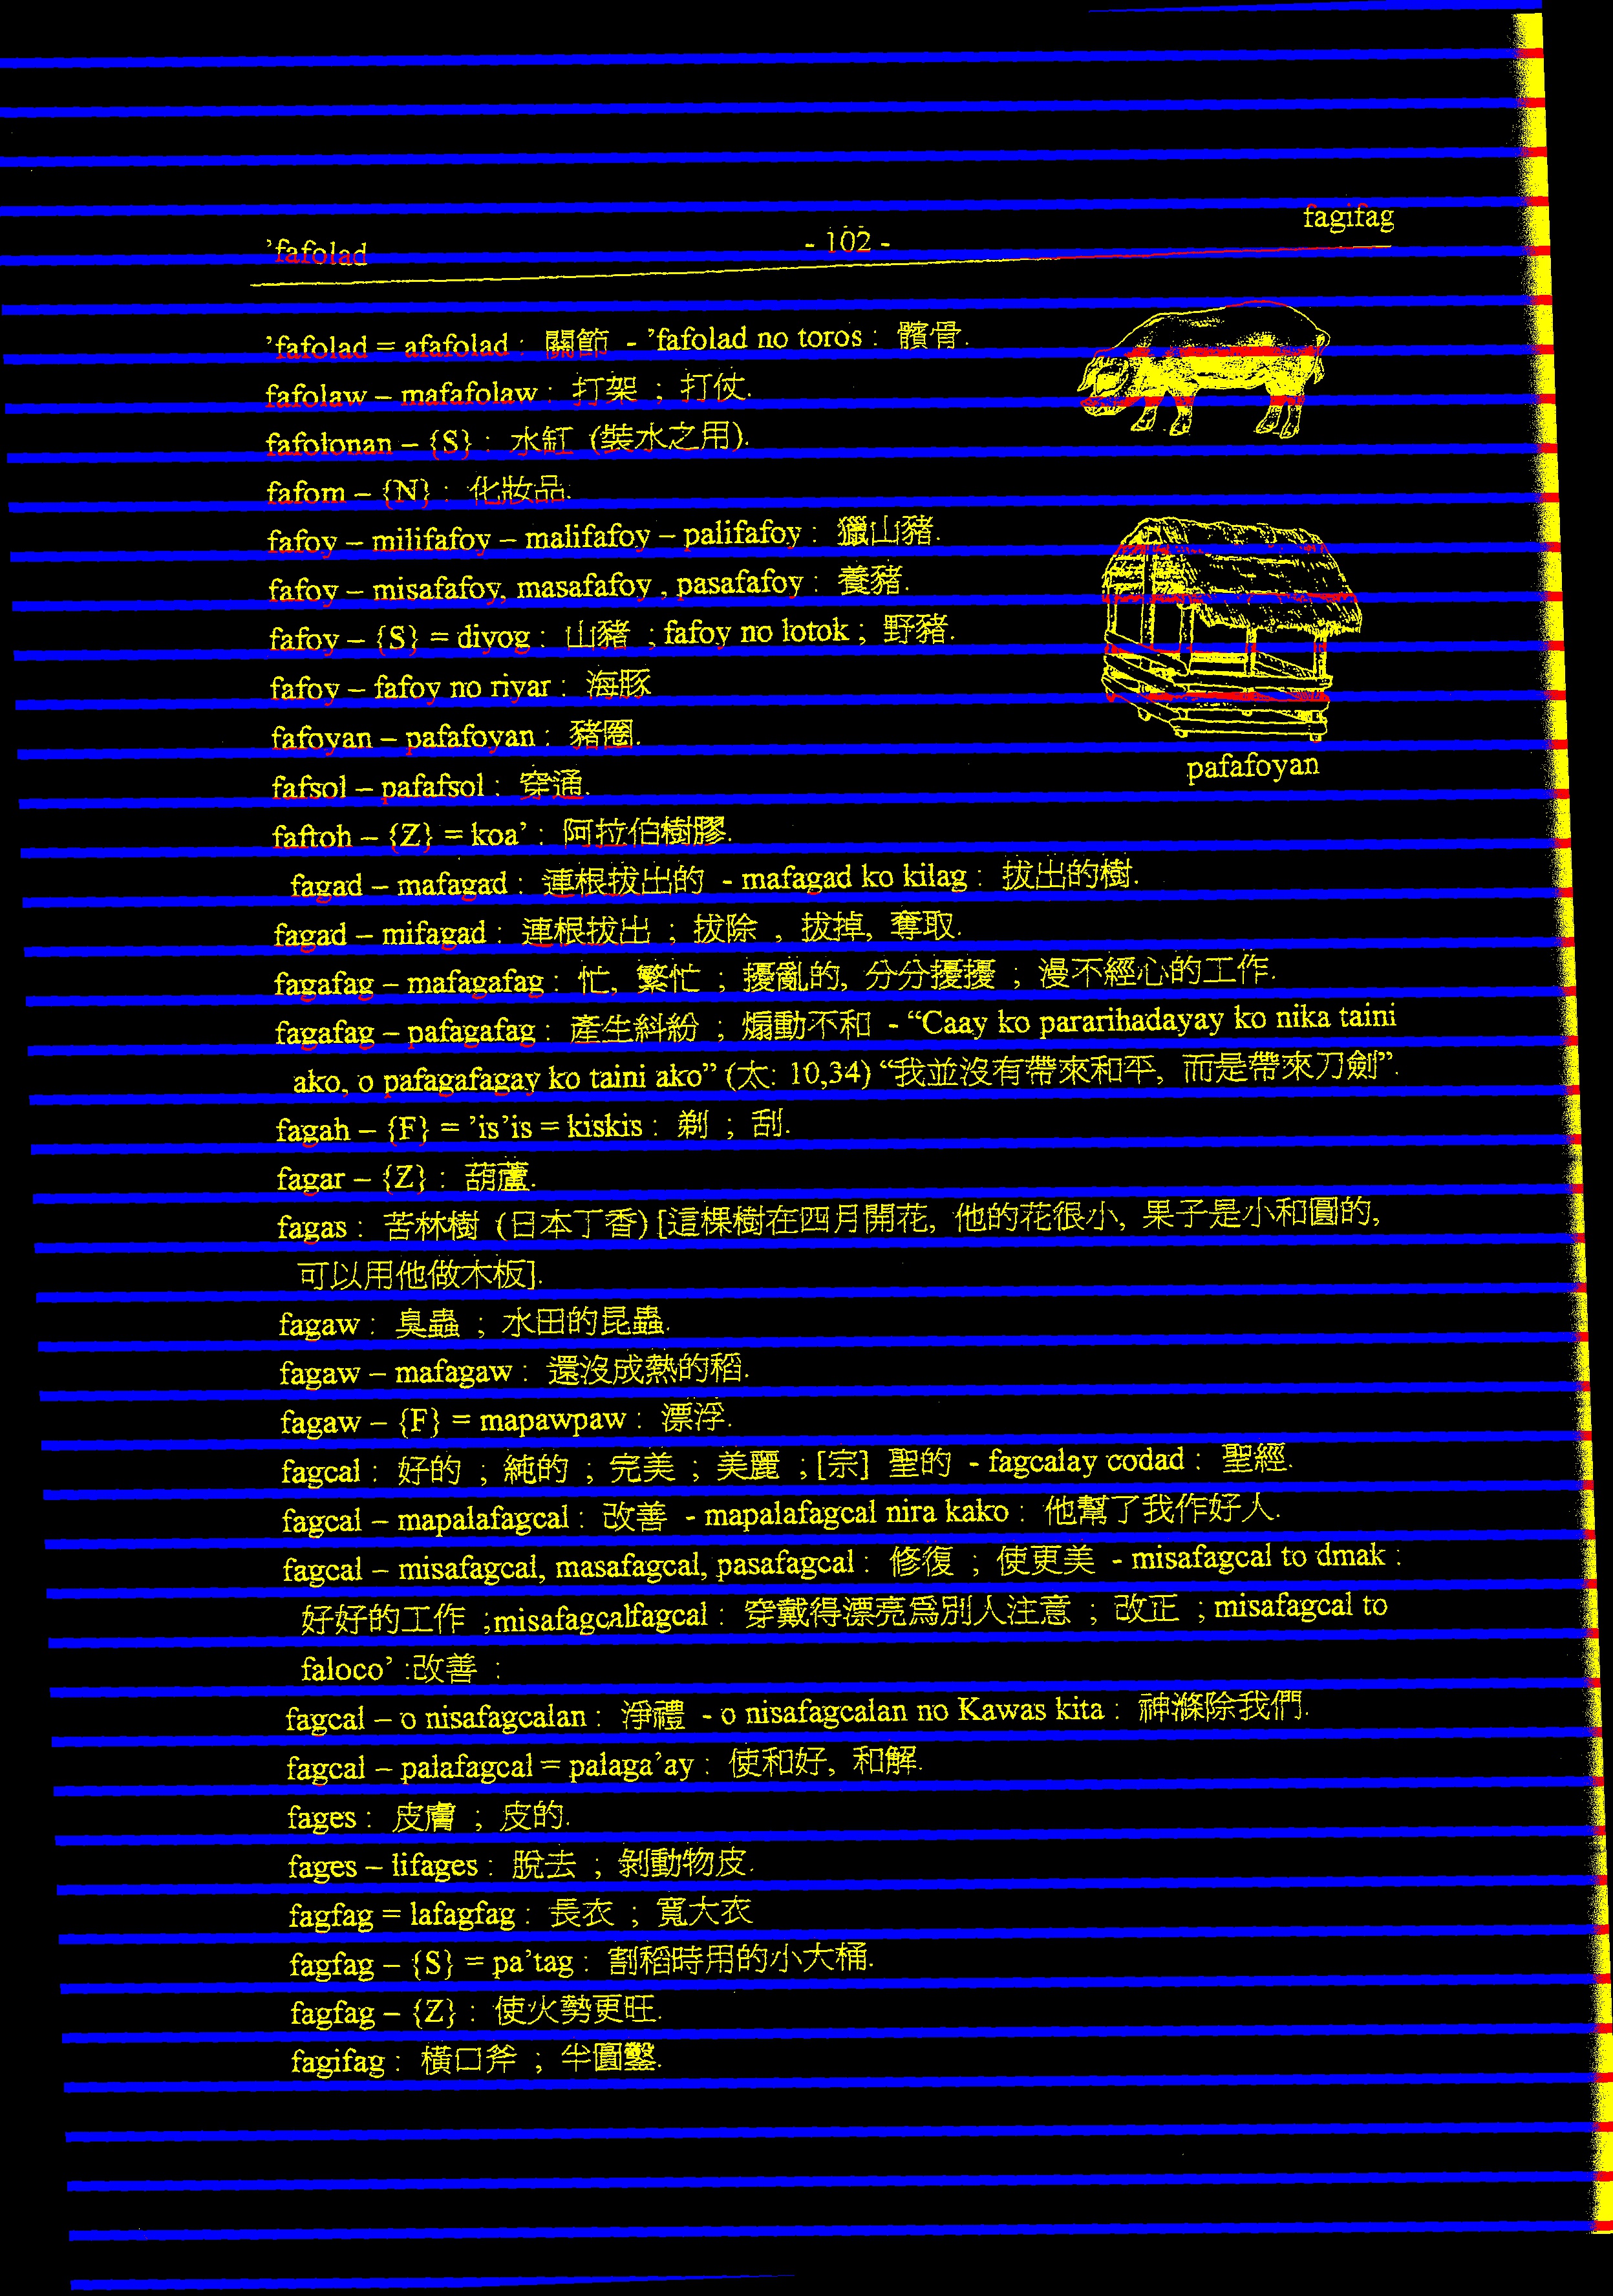 'fafolad - 102 - fagifag
'fafolad = afafolad : 關節 - 'fafolad no toros : 髕骨.
fafolaw – mafafolaw : 打架 ; 打仗.
fafolonan – {S} : 水缸 (裝水之用).
fafom – {N} : 化妝品.
fafoy – milifafoy – malifafoy – palifafoy : 獵山豬.
fafoy – misafafoy, masafafoy , pasafafoy : 養豬.
fafoy – {S} = diyog : 山豬 ; fafoy no lotok ; 野豬.
fafoy – fafoy no riyar : 海豚
fafoyan – pafafoyan : 豬圈.
pafafoyan
fafsol – pafafsol : 穿通.
faftoh – {Z} = koa' : 阿拉伯樹膠.
fagad – mafagad : 連根拔出的 - mafagad ko kilag : 拔出的樹.
fagad – mifagad : 連根拔出 ; 拔除 , 拔掉, 奪取.
fagafag – mafagafag : 忙, 繁忙 ; 擾亂的, 分分擾擾 ; 漫不經心的工作.
fagafag – pafagafag : 產生糾紛 ; 煽動不和 - “Caay ko pararihadayay ko nika taini
ako, o pafagafagay ko taini ako” (太: 10,34) “我並沒有帶來和平, 而是帶來刀劍”.
fagah – {F} = 'is'is = kiskis : 剃 ; 刮.
fagar – {Z} : 葫蘆.
fagas : 苦林樹 (日本丁香) [這棵樹在四月開花, 他的花很小, 果子是小和圓的,
可以用他做木板].
fagaw : 臭蟲 ; 水田的昆蟲.
fagaw – mafagaw : 還沒成熱的稻.
fagaw – {F} = mapawpaw : 漂浮.
fagcal : 好的 ; 純的 ; 完美 ; 美麗 ; [宗] 聖的 - fagcalay codad : 聖經.
fagcal – mapalafagcal : 改善 - mapalafagcal nira kako : 他幫了我作好人.
fagcal – misafagcal, masafagcal, pasafagcal : 修復 ; 使更美 - misafagcal to dmak :
好好的工作 ;misafagcalfagcal : 穿戴得漂亮為別人注意 ; 改正 ; misafagcal to
faloco' :改善 ;
fagcal – o nisafagcalan : 淨禮 - o nisafagcalan no Kawas kita : 神滌除我們.
fagcal – palafagcal = palaga'ay : 使和好, 和解.
fages : 皮膚 ; 皮的.
fages – lifages : 脫去 ; 剝動物皮.
fagfag = lafagfag : 長衣 ; 寬大衣
fagfag – {S} = pa'tag : 割稻時用的小大桶.
fagfag – {Z} : 使火勢更旺.
fagifag : 橫口斧 ; 半圓鑿.